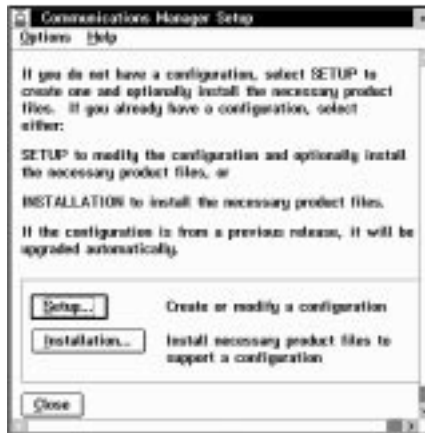 Communications Manager Setup
Options Help
If you do not have a configuration, select SETUP to
create one and optionally install the necessary product
files. If you already have a configuration, select
either:
SETUP to modify the configuration and optionally install
the necessary product files, or
INSTALLATION to install the necessary product files.
If the configuration is from a previous release, it will be
upgraded automatically.
Setup... Create or modify a configuration
Installation... Install necessary product files to
support a configuration
Close